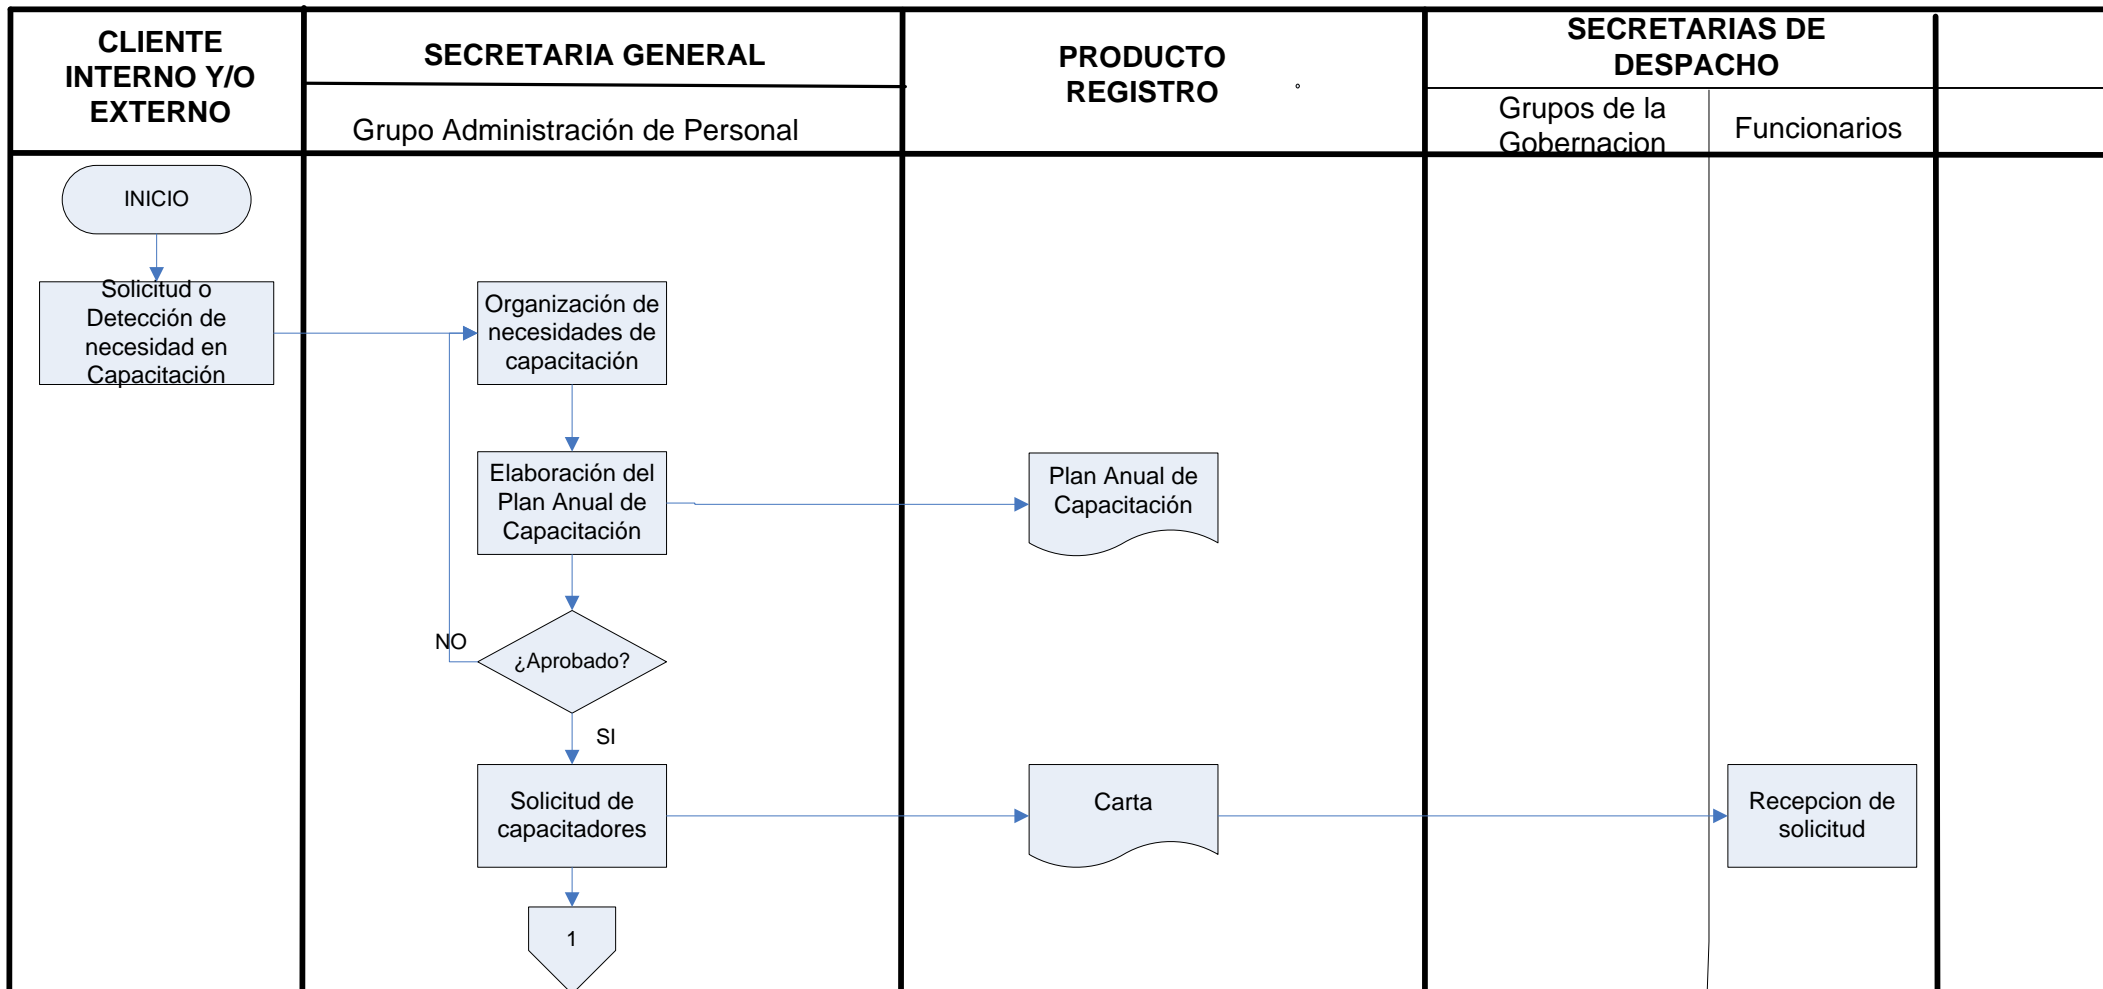 CLIENTE
INTERNO Y/O
EXTERNO
SECRETARIA GENERAL
Grupo Administración de Personal
PRODUCTO
REGISTRO
SECRETARIAS DE
DESPACHO
Grupos de la
Gobernacion
Funcionarios
INICIO
Solicitud o
Detección de
necesidad en
Capacitación
Organización de
necesidades de
capacitación
Elaboración del
Plan Anual de
Capacitación
Plan Anual de
Capacitación
NO
¿Aprobado?
SI
Solicitud de
capacitadores
Carta
Recepcion de
solicitud
1